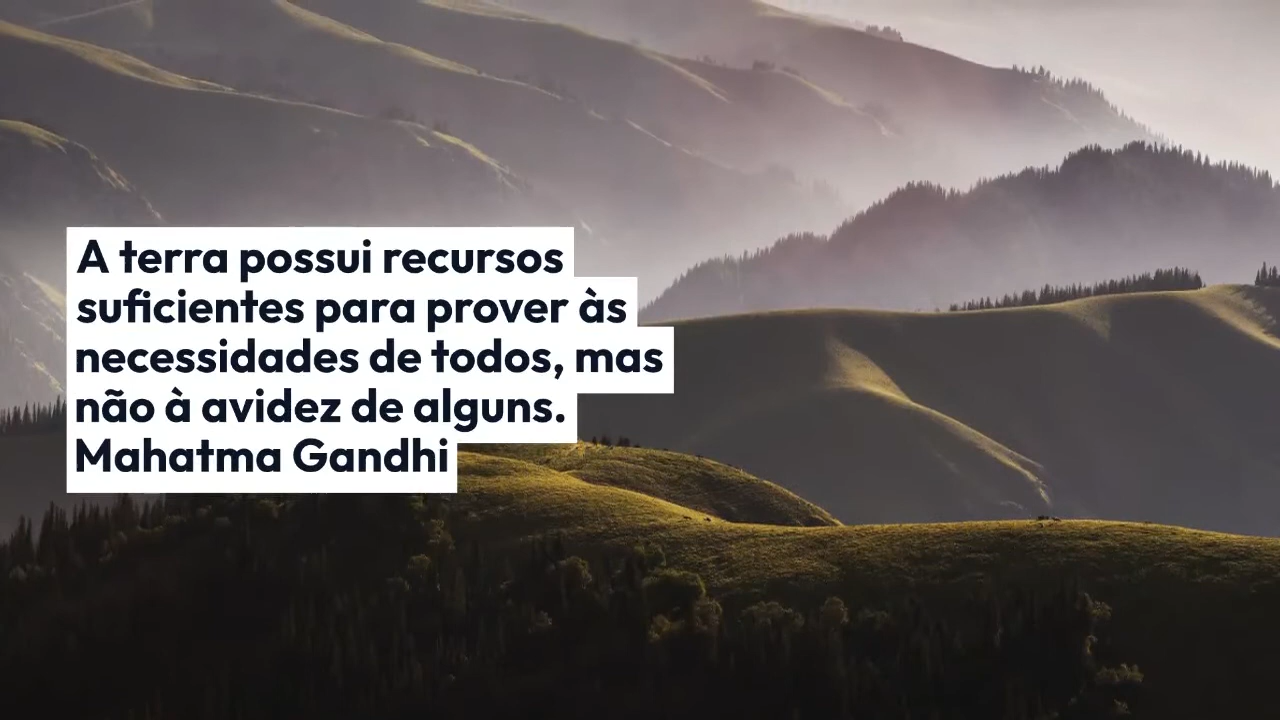 A terra possui recursos
suficientes para prover às
necessidades de todos, mas
não à avidez de alguns.
Mahatma Gandhi